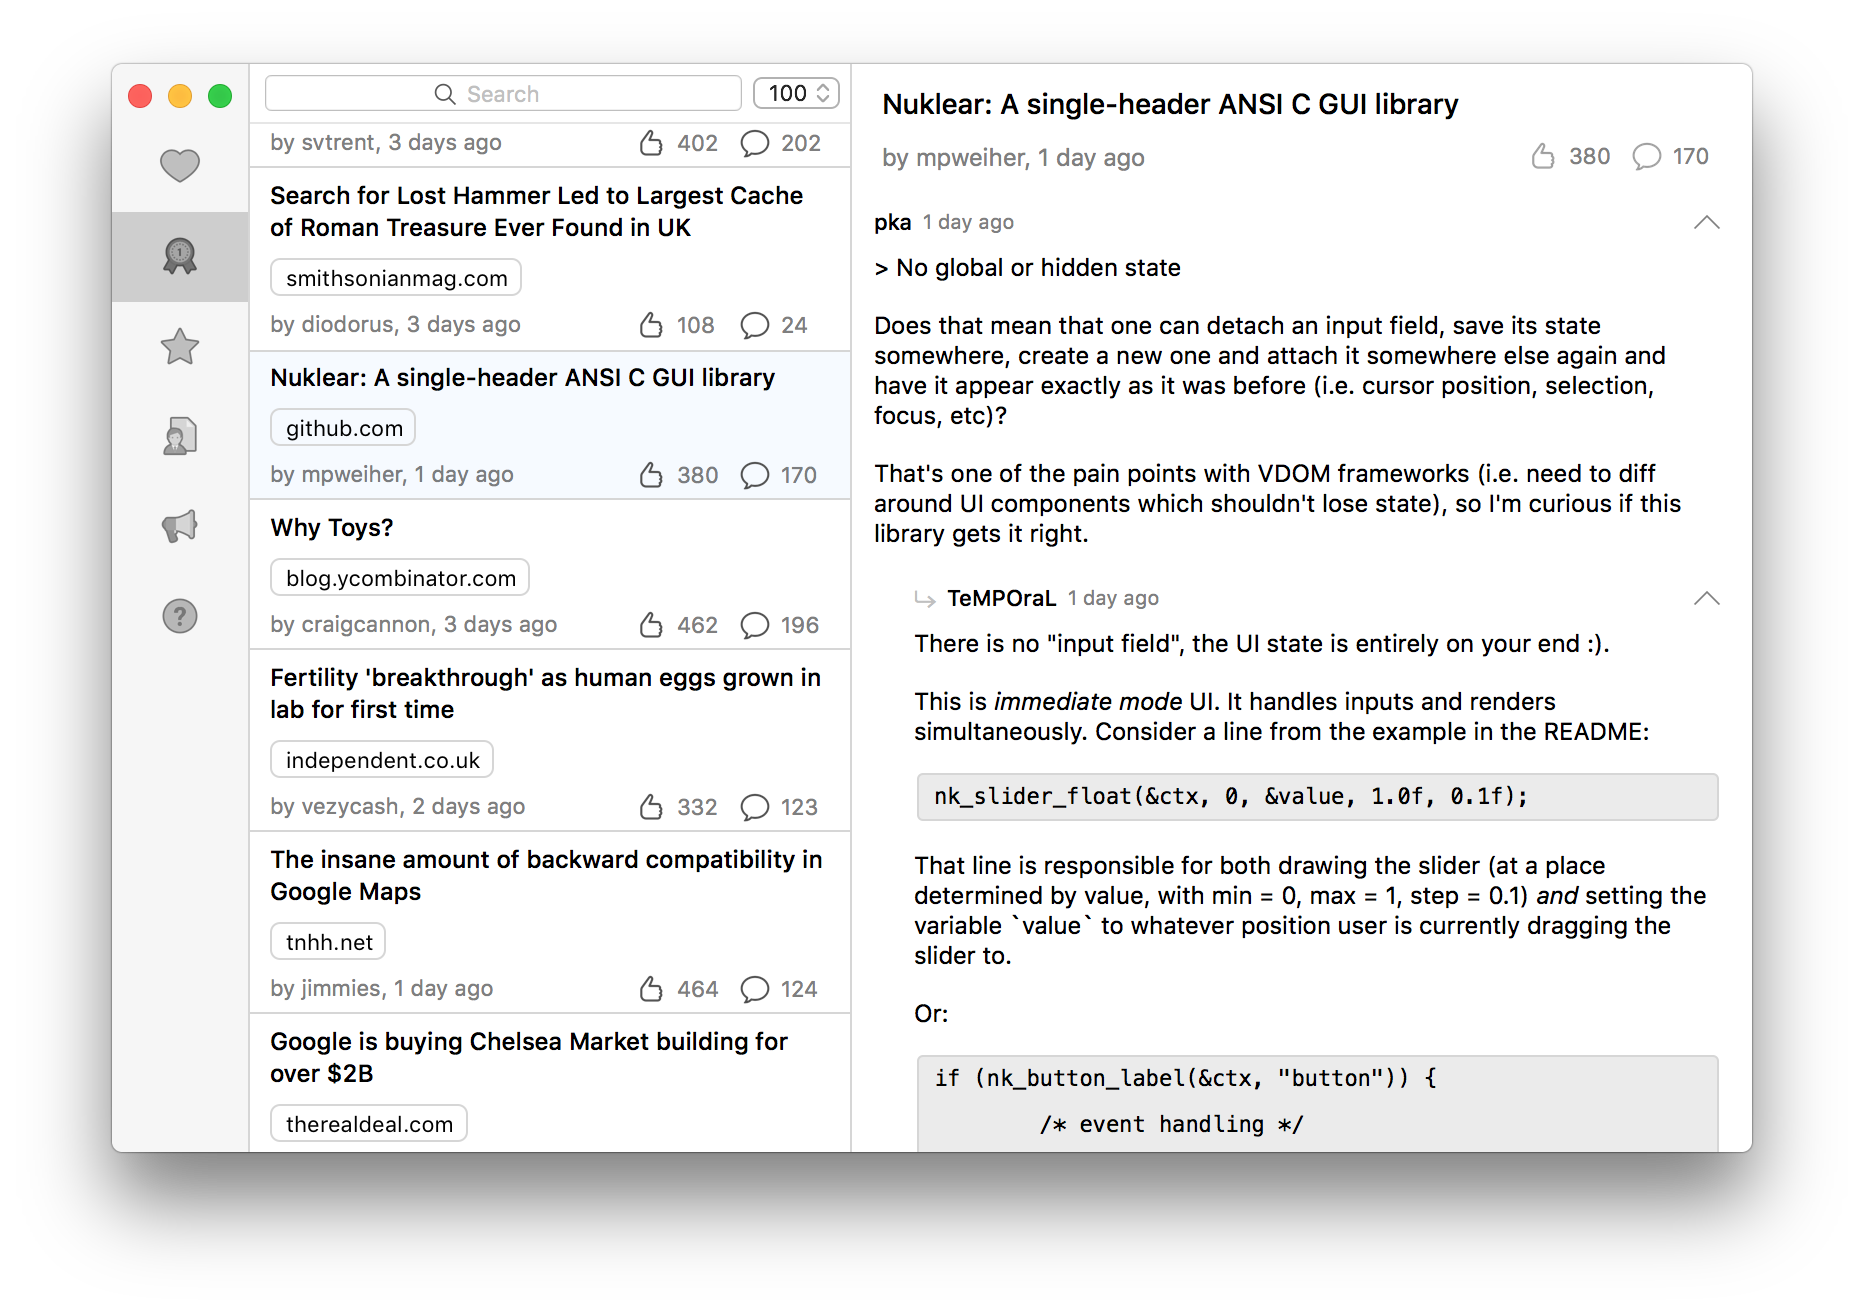 Search
100
by svtrent, 3 days ago 402 202
Search for Lost Hammer Led to Largest Cache
of Roman Treasure Ever Found in UK
smithsonianmag.com
by diodorus, 3 days ago 108 24
Nuklear: A single-header ANSI C GUI library
github.com
by mpweiher, 1 day ago 380 170
Why Toys?
blog.ycombinator.com
by craigcannon, 3 days ago 462 196
Fertility 'breakthrough' as human eggs grown in
lab for first time
independent.co.uk
by vezycash, 2 days ago 332 123
The insane amount of backward compatibility in
Google Maps
tnhh.net
by jimmies, 1 day ago 464 124
Google is buying Chelsea Market building for
over $2B
therealdeal.com
Nuklear: A single-header ANSI C GUI library
by mpweiher, 1 day ago 380 170
pka 1 day ago
> No global or hidden state
Does that mean that one can detach an input field, save its state
somewhere, create a new one and attach it somewhere else again and
have it appear exactly as it was before (i.e. cursor position, selection,
focus, etc)?
That's one of the pain points with VDOM frameworks (i.e. need to diff
around UI components which shouldn't lose state), so I'm curious if this
library gets it right.
TeMPOraL 1 day ago
There is no "input field", the UI state is entirely on your end :).
This is immediate mode UI. It handles inputs and renders
simultaneously. Consider a line from the example in the README:
nk_slider_float(&ctx, 0, &value, 1.0f, 0.1f);
That line is responsible for both drawing the slider (at a place
determined by value, with min = 0, max = 1, step = 0.1) and setting the
variable `value` to whatever position user is currently dragging the
slider to.
Or:
if (nk_button_label(&ctx, "button")) {
/* event handling */